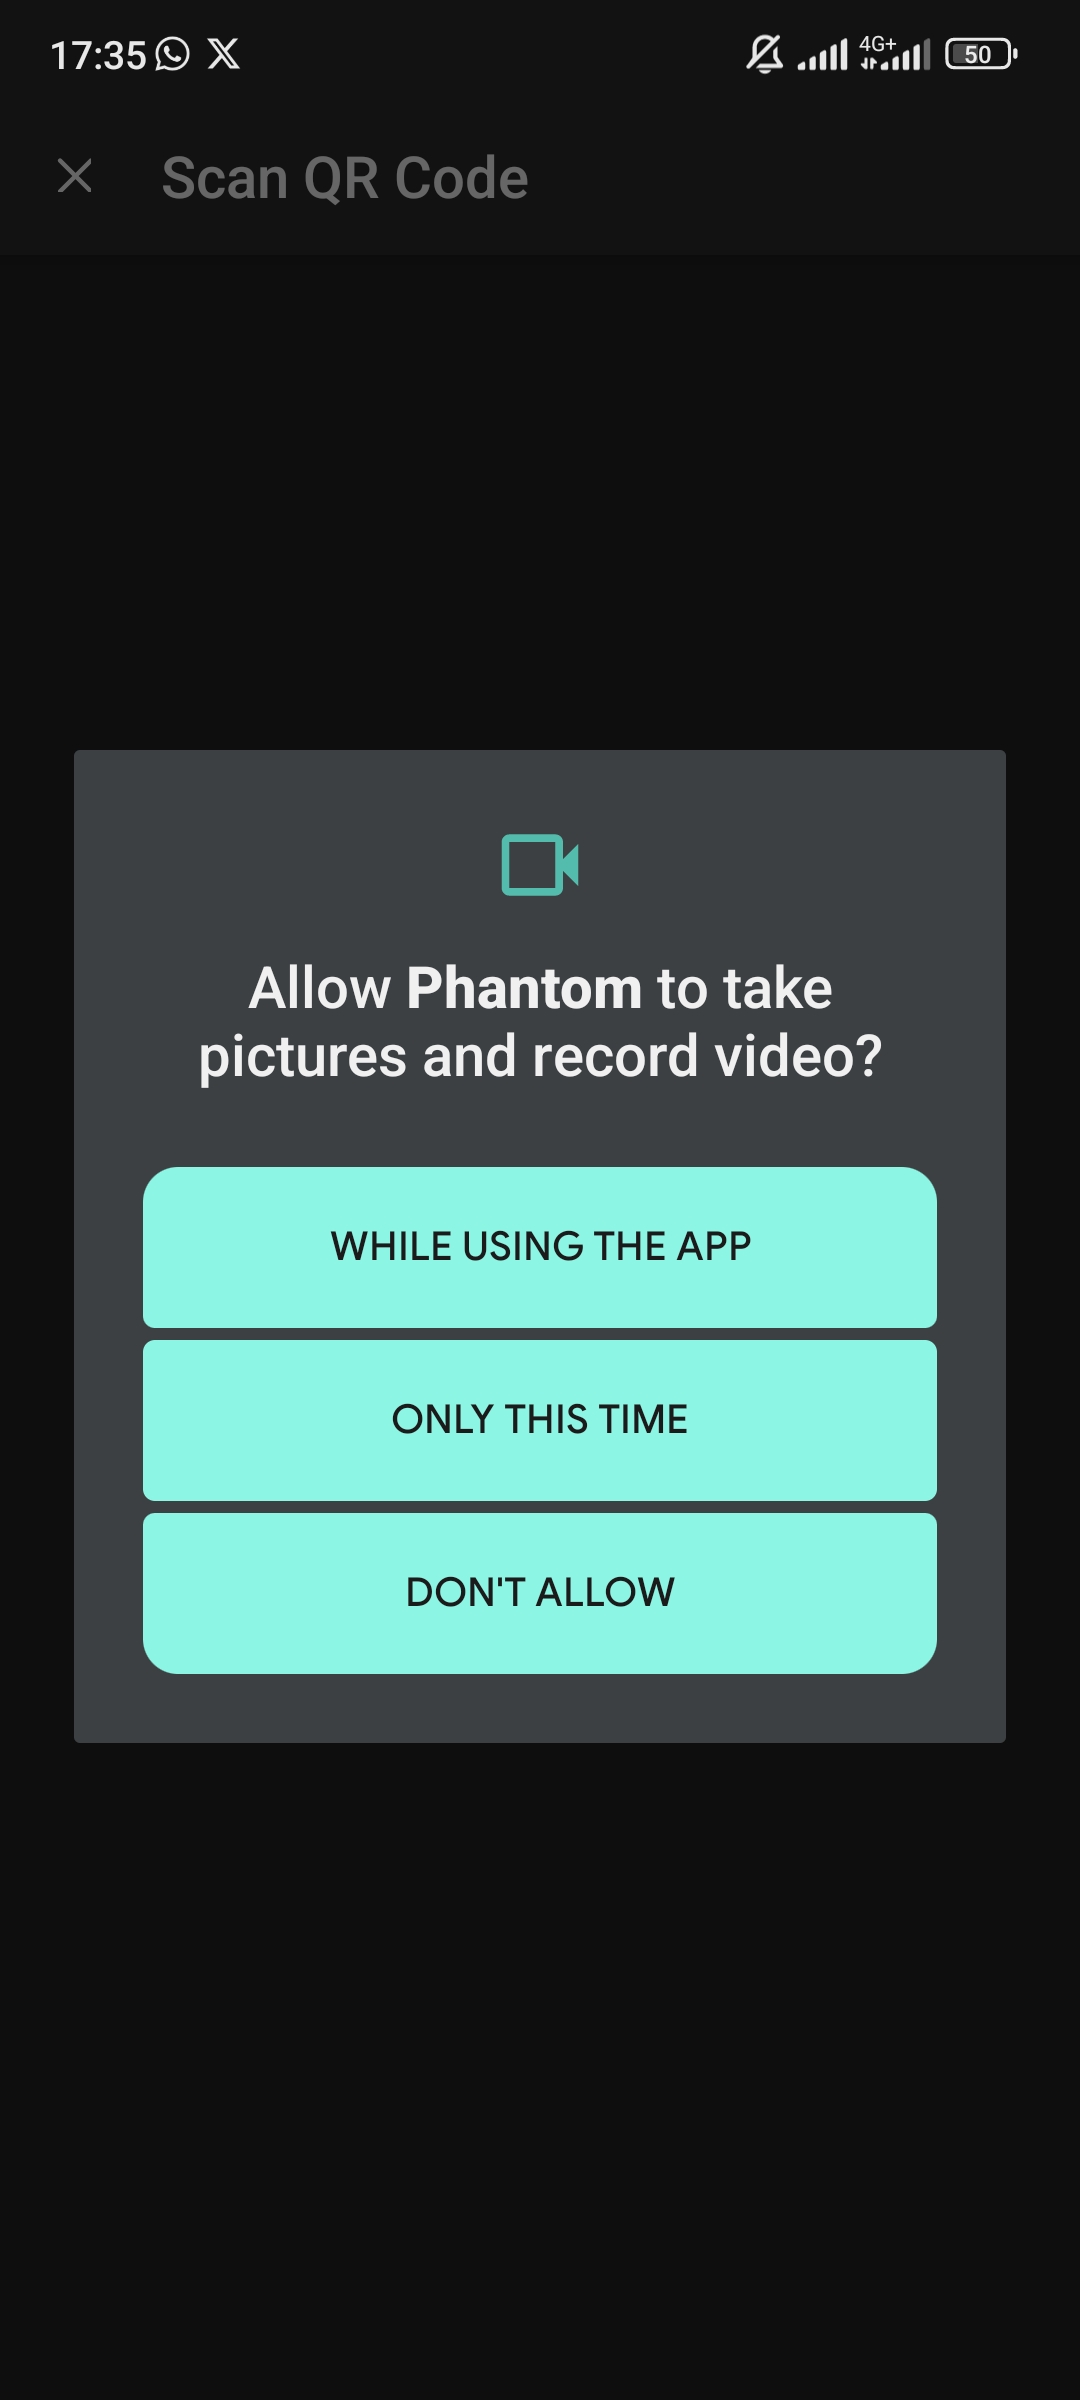 17:35 4G+ 50
Scan QR Code
Allow Phantom to take
pictures and record video?
WHILE USING THE APP
ONLY THIS TIME
DON'T ALLOW